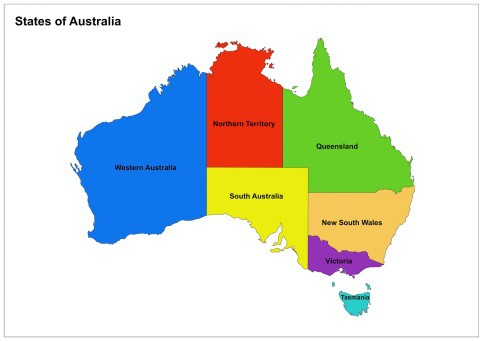 States of Australia
Northern Territory
Queensland
Western Australia
South Australia
New South Wales
Victoria
Tasmania